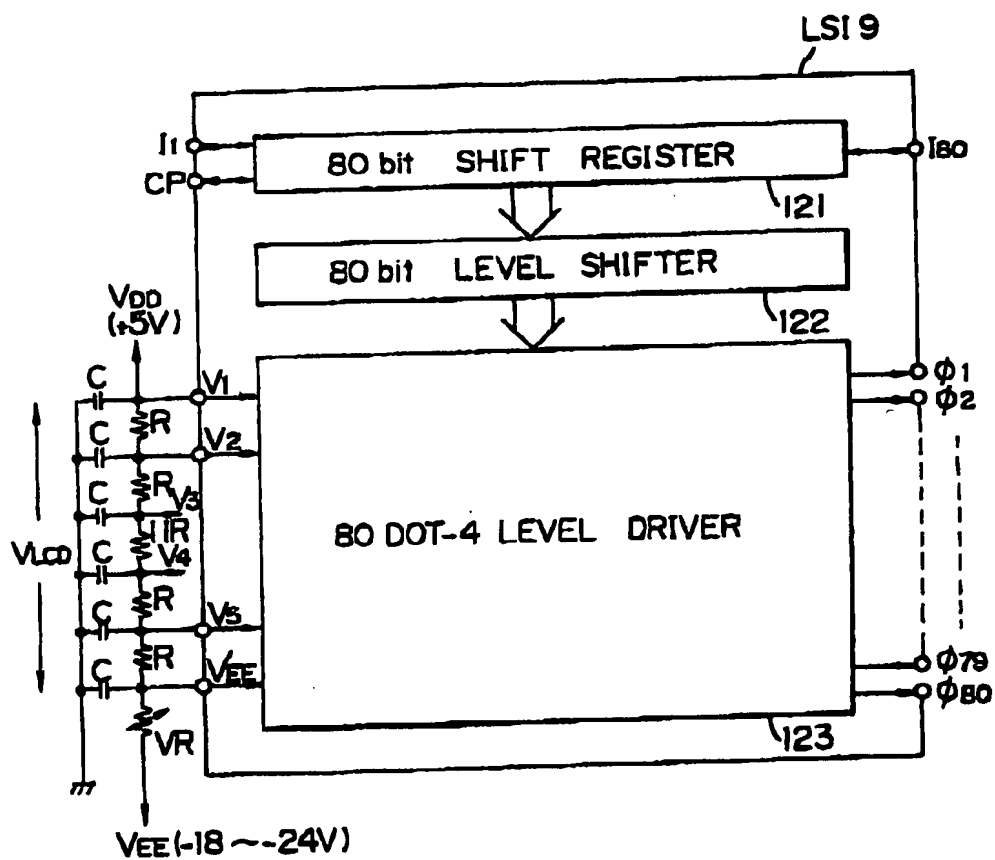 LSI 9
I1
80 bit SHIFT REGISTER
I80
CP
121
80 bit LEVEL SHIFTER
122
VDD
(+5V)
C
V1
R
C
V2
R
C
V3
11R
C
V4
R
C
V5
R
C
VEE
VR
VLCD
80 DOT-4 LEVEL DRIVER
Φ1
Φ2
Φ79
Φ80
123
VEE (-18 ~ -24V)